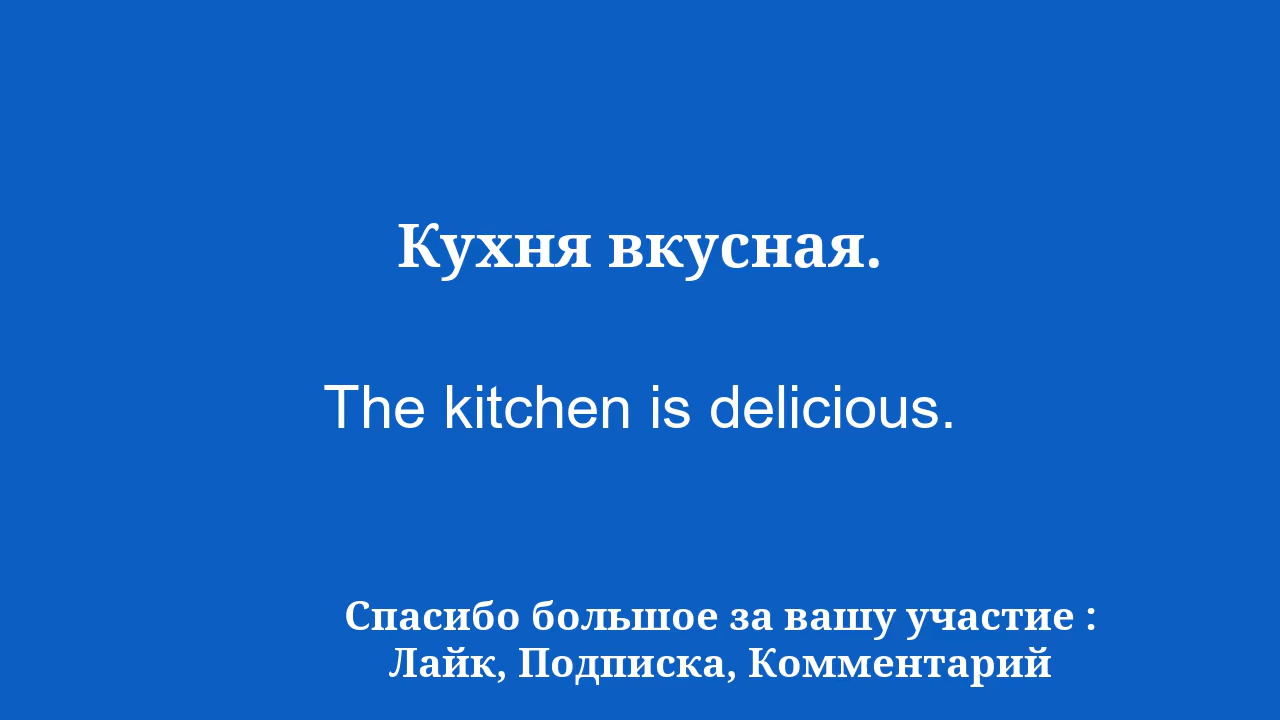 Кухня вкусная.
The kitchen is delicious.
Спасибо большое за вашу участие :
Лайк, Подписка, Комментарий